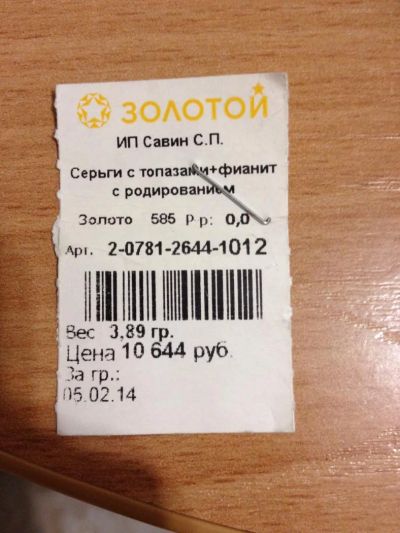 ЗОЛОТОЙ
ИП Савин С.П.
Серьги с топазами+фианит
с родированием
Золото 585 Р-р: 0,0
Арт. 2-0781-2644-1012
Вес 3,89 гр.
Цена 10 644 руб.
За гр.:
05.02.14